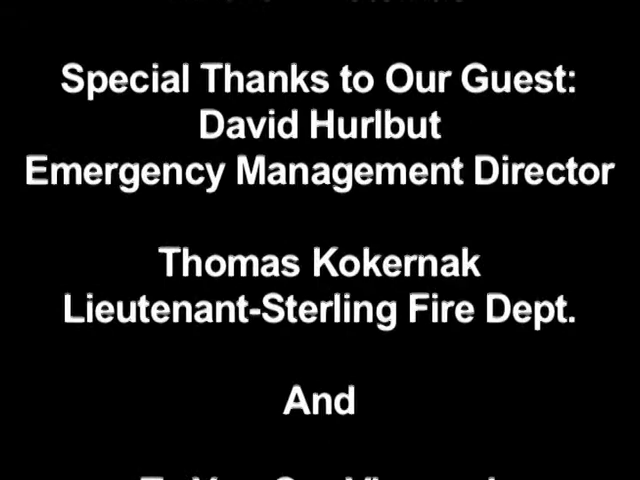 Special Thanks to Our Guest:
David Hurlbut
Emergency Management Director
Thomas Kokernak
Lieutenant-Sterling Fire Dept.
And